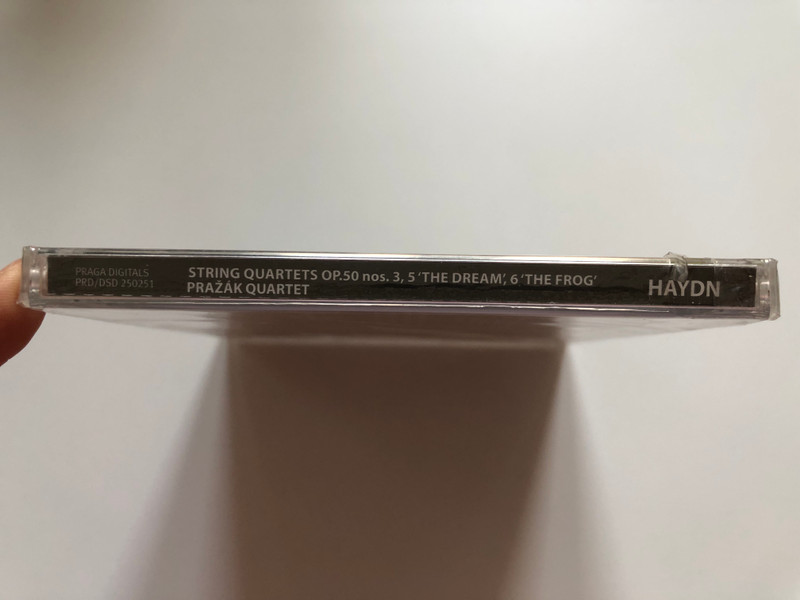 PRAGA DIGITALS
PRD/DSD 250251
STRING QUARTETS OP.50 nos. 3, 5 ‘THE DREAM’, 6 ‘THE FROG’
PRAŽÁK QUARTET
HAYDN